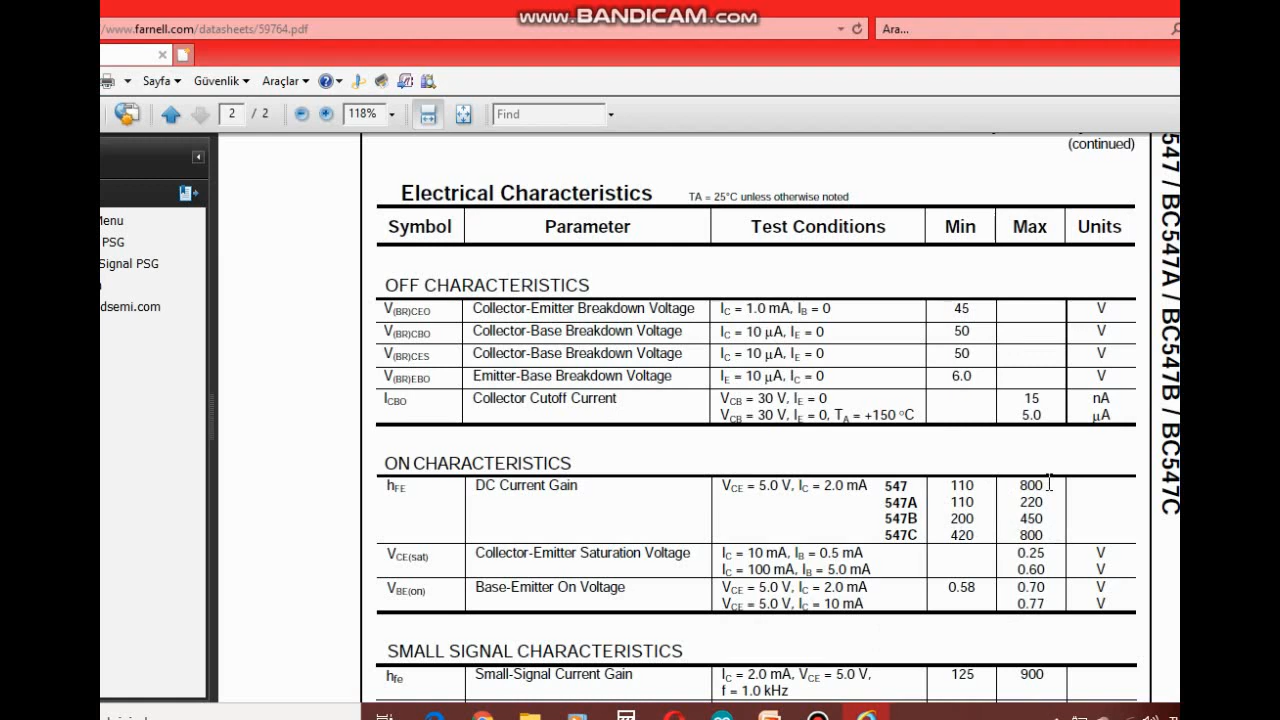 www.BANDICAM.com
/www.farnell.com/datasheets/59764.pdf
Ara...
Sayfa Güvenlik Araçlar
2 / 2 118% Find
(continued)
Menu
PSG
Signal PSG
dsemi.com
547 / BC547A / BC547B / BC547C
Electrical Characteristics TA = 25°C unless otherwise noted
Symbol Parameter Test Conditions Min Max Units
OFF CHARACTERISTICS
V(BR)CEO Collector-Emitter Breakdown Voltage IC = 1.0 mA, IB = 0 45 V
V(BR)CBO Collector-Base Breakdown Voltage IC = 10 µA, IE = 0 50 V
V(BR)CES Collector-Base Breakdown Voltage IC = 10 µA, IE = 0 50 V
V(BR)EBO Emitter-Base Breakdown Voltage IE = 10 µA, IC = 0 6.0 V
ICBO Collector Cutoff Current VCB = 30 V, IE = 0 15 nA
VCB = 30 V, IE = 0, TA = +150 °C 5.0 µA
ON CHARACTERISTICS
hFE DC Current Gain VCE = 5.0 V, IC = 2.0 mA 547 110 800
547A 110 220
547B 200 450
547C 420 800
VCE(sat) Collector-Emitter Saturation Voltage IC = 10 mA, IB = 0.5 mA 0.25 V
IC = 100 mA, IB = 5.0 mA 0.60 V
VBE(on) Base-Emitter On Voltage VCE = 5.0 V, IC = 2.0 mA 0.58 0.70 V
VCE = 5.0 V, IC = 10 mA 0.77 V
SMALL SIGNAL CHARACTERISTICS
hfe Small-Signal Current Gain IC = 2.0 mA, VCE = 5.0 V, 125 900
f = 1.0 kHz